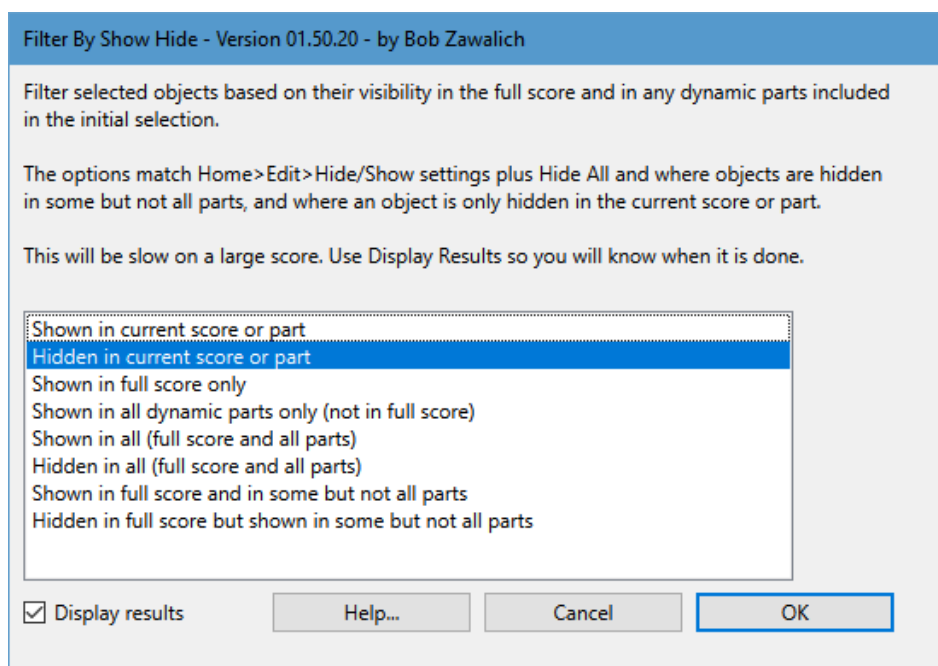 Filter By Show Hide - Version 01.50.20 - by Bob Zawalich
Filter selected objects based on their visibility in the full score and in any dynamic parts included
in the initial selection.
The options match Home>Edit>Hide/Show settings plus Hide All and where objects are hidden
in some but not all parts, and where an object is only hidden in the current score or part.
This will be slow on a large score. Use Display Results so you will know when it is done.
Shown in current score or part
Hidden in current score or part
Shown in full score only
Shown in all dynamic parts only (not in full score)
Shown in all (full score and all parts)
Hidden in all (full score and all parts)
Shown in full score and in some but not all parts
Hidden in full score but shown in some but not all parts
Display results
Help...
Cancel
OK